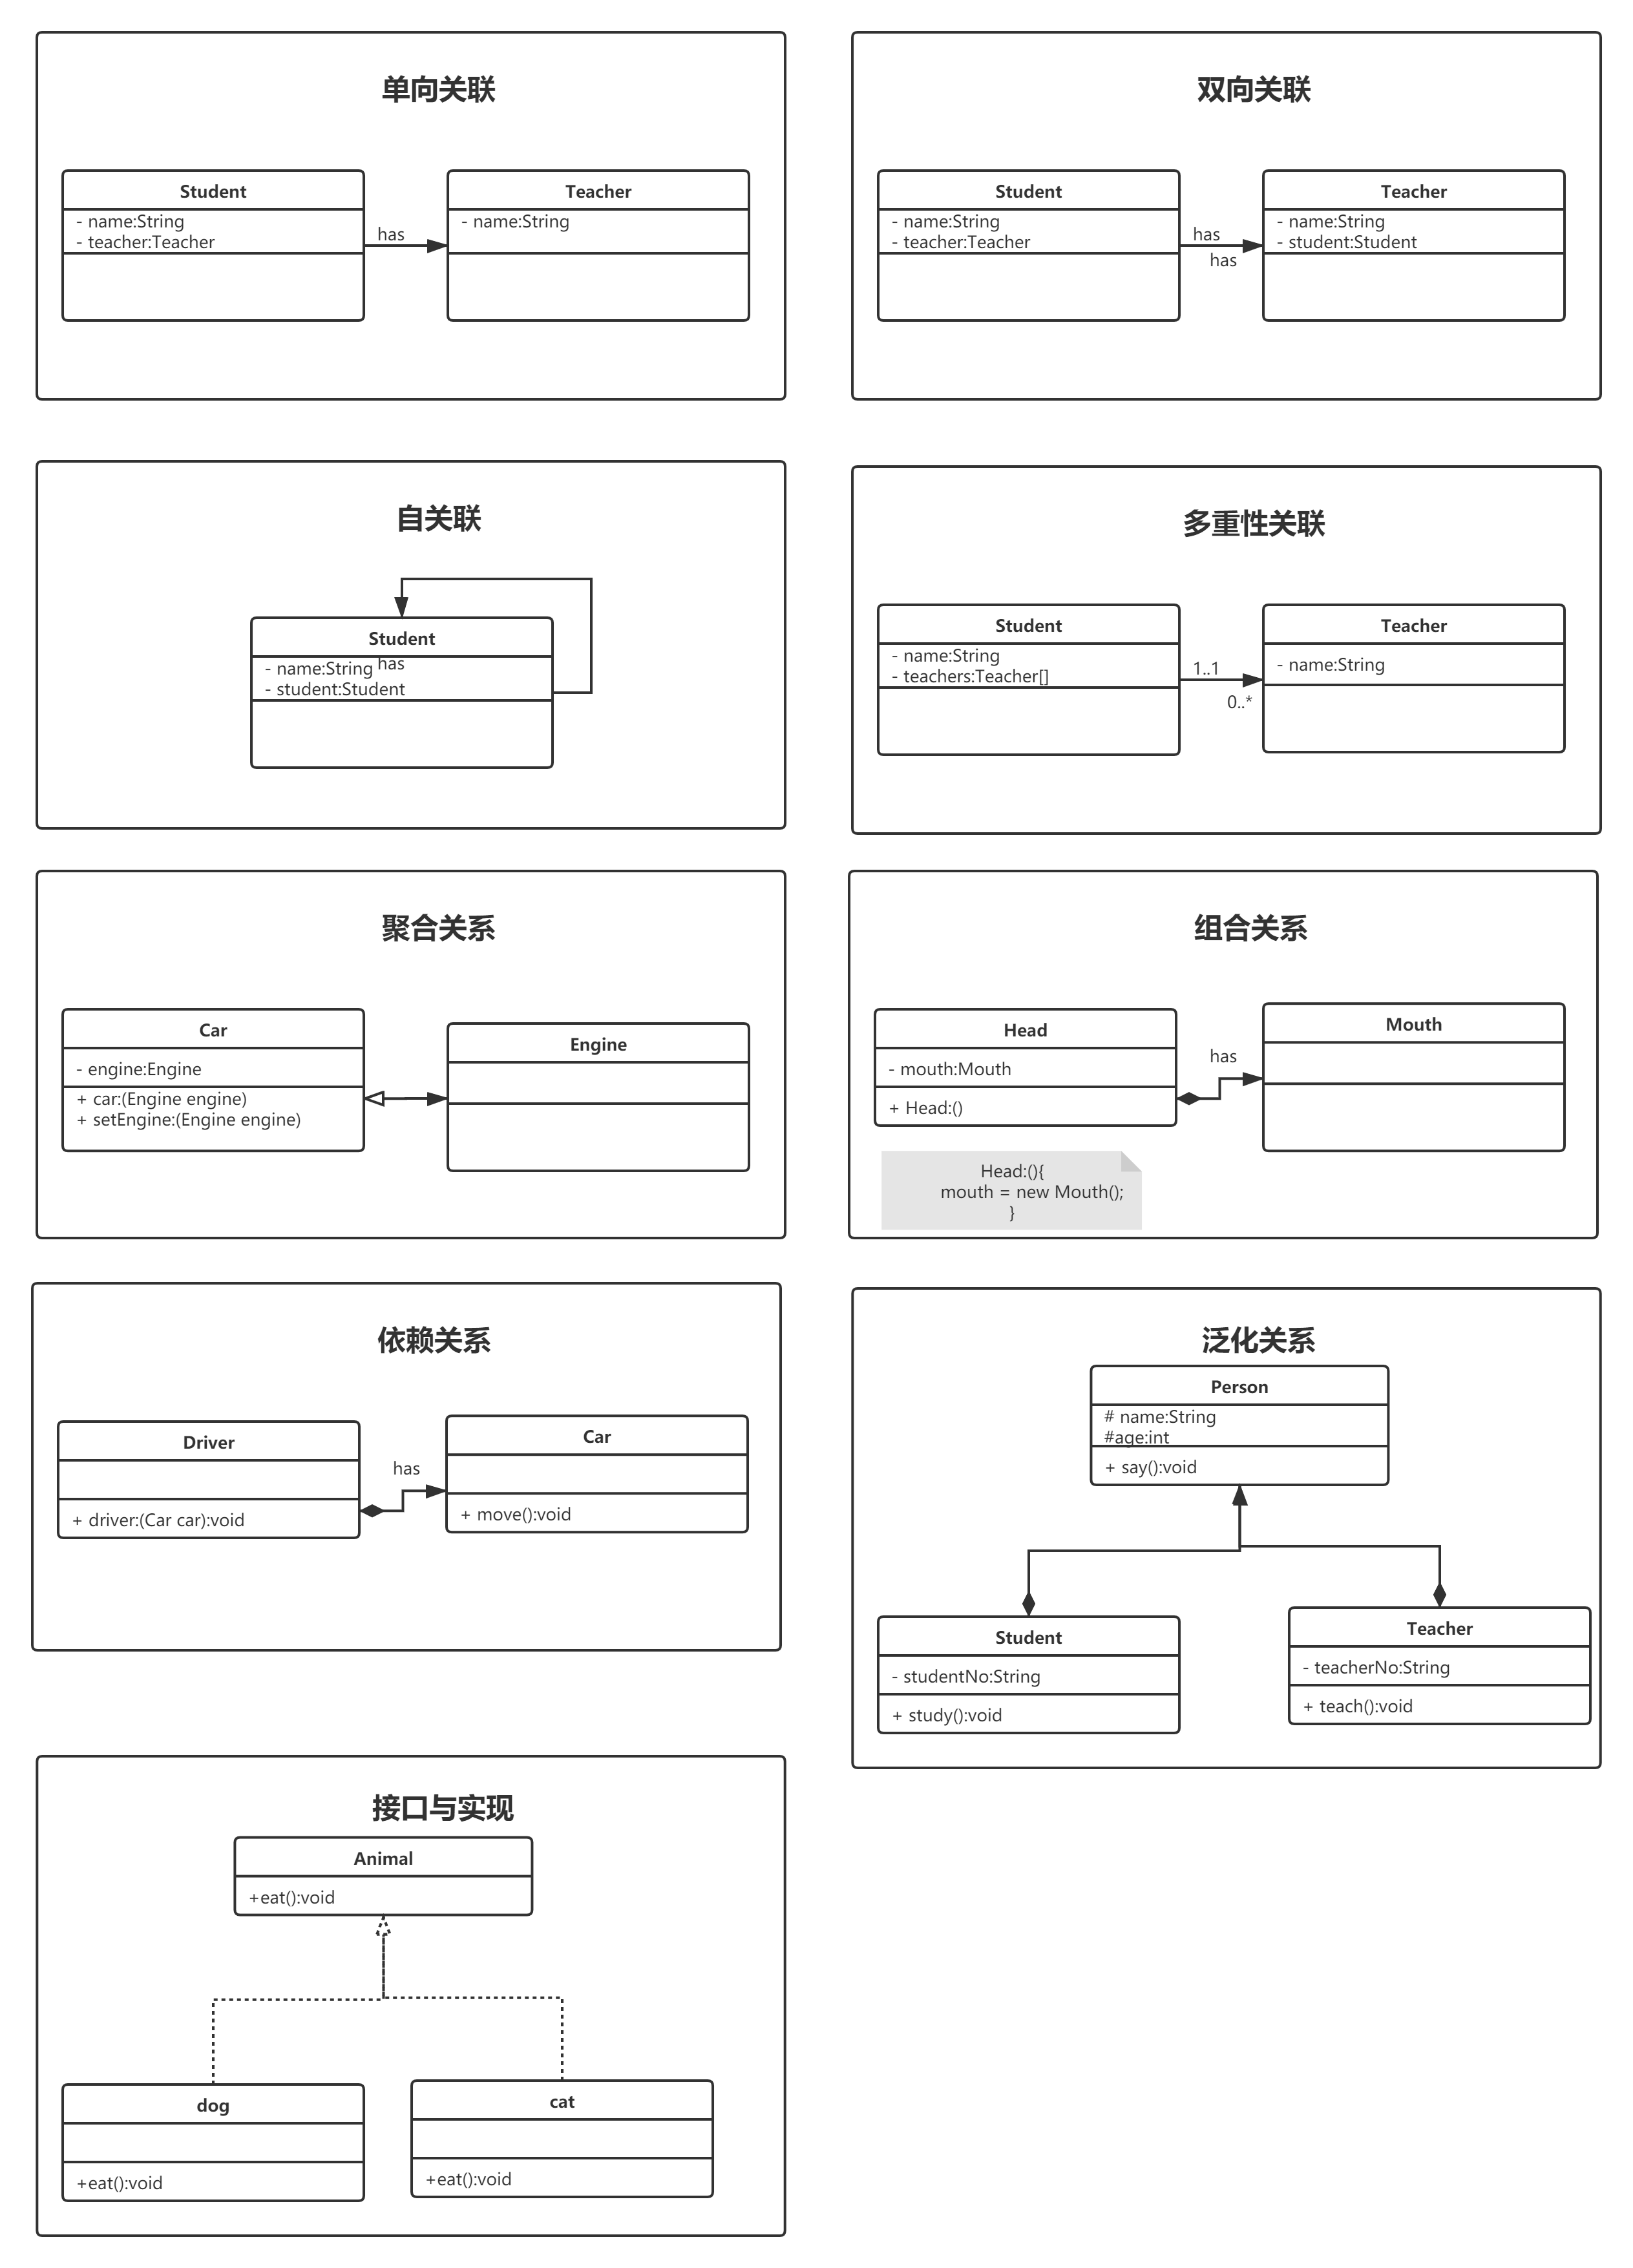 单向关联
Student
- name:String
- teacher:Teacher
has
Teacher
- name:String
双向关联
Student
- name:String
- teacher:Teacher
has
has
Teacher
- name:String
- student:Student
自关联
Student
- name:String
has
- student:Student
多重性关联
Student
- name:String
- teachers:Teacher[]
1..1
0..*
Teacher
- name:String
聚合关系
Car
- engine:Engine
+ car:(Engine engine)
+ setEngine:(Engine engine)
Engine
组合关系
Head
- mouth:Mouth
+ Head:()
has
Mouth
Head:(){
mouth = new Mouth();
}
依赖关系
Driver
+ driver:(Car car):void
has
Car
+ move():void
泛化关系
Person
# name:String
#age:int
+ say():void
Student
- studentNo:String
+ study():void
Teacher
- teacherNo:String
+ teach():void
接口与实现
Animal
+eat():void
dog
+eat():void
cat
+eat():void